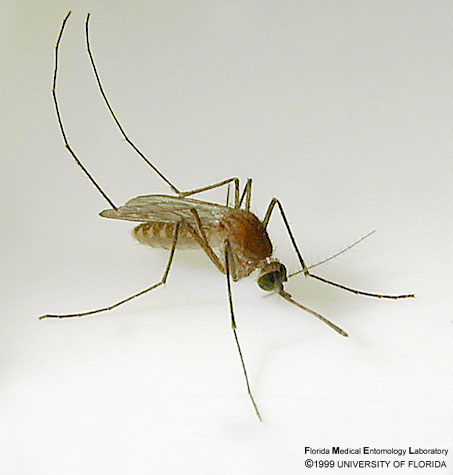 Florida Medical Entomology Laboratory
©1999 UNIVERSITY OF FLORIDA